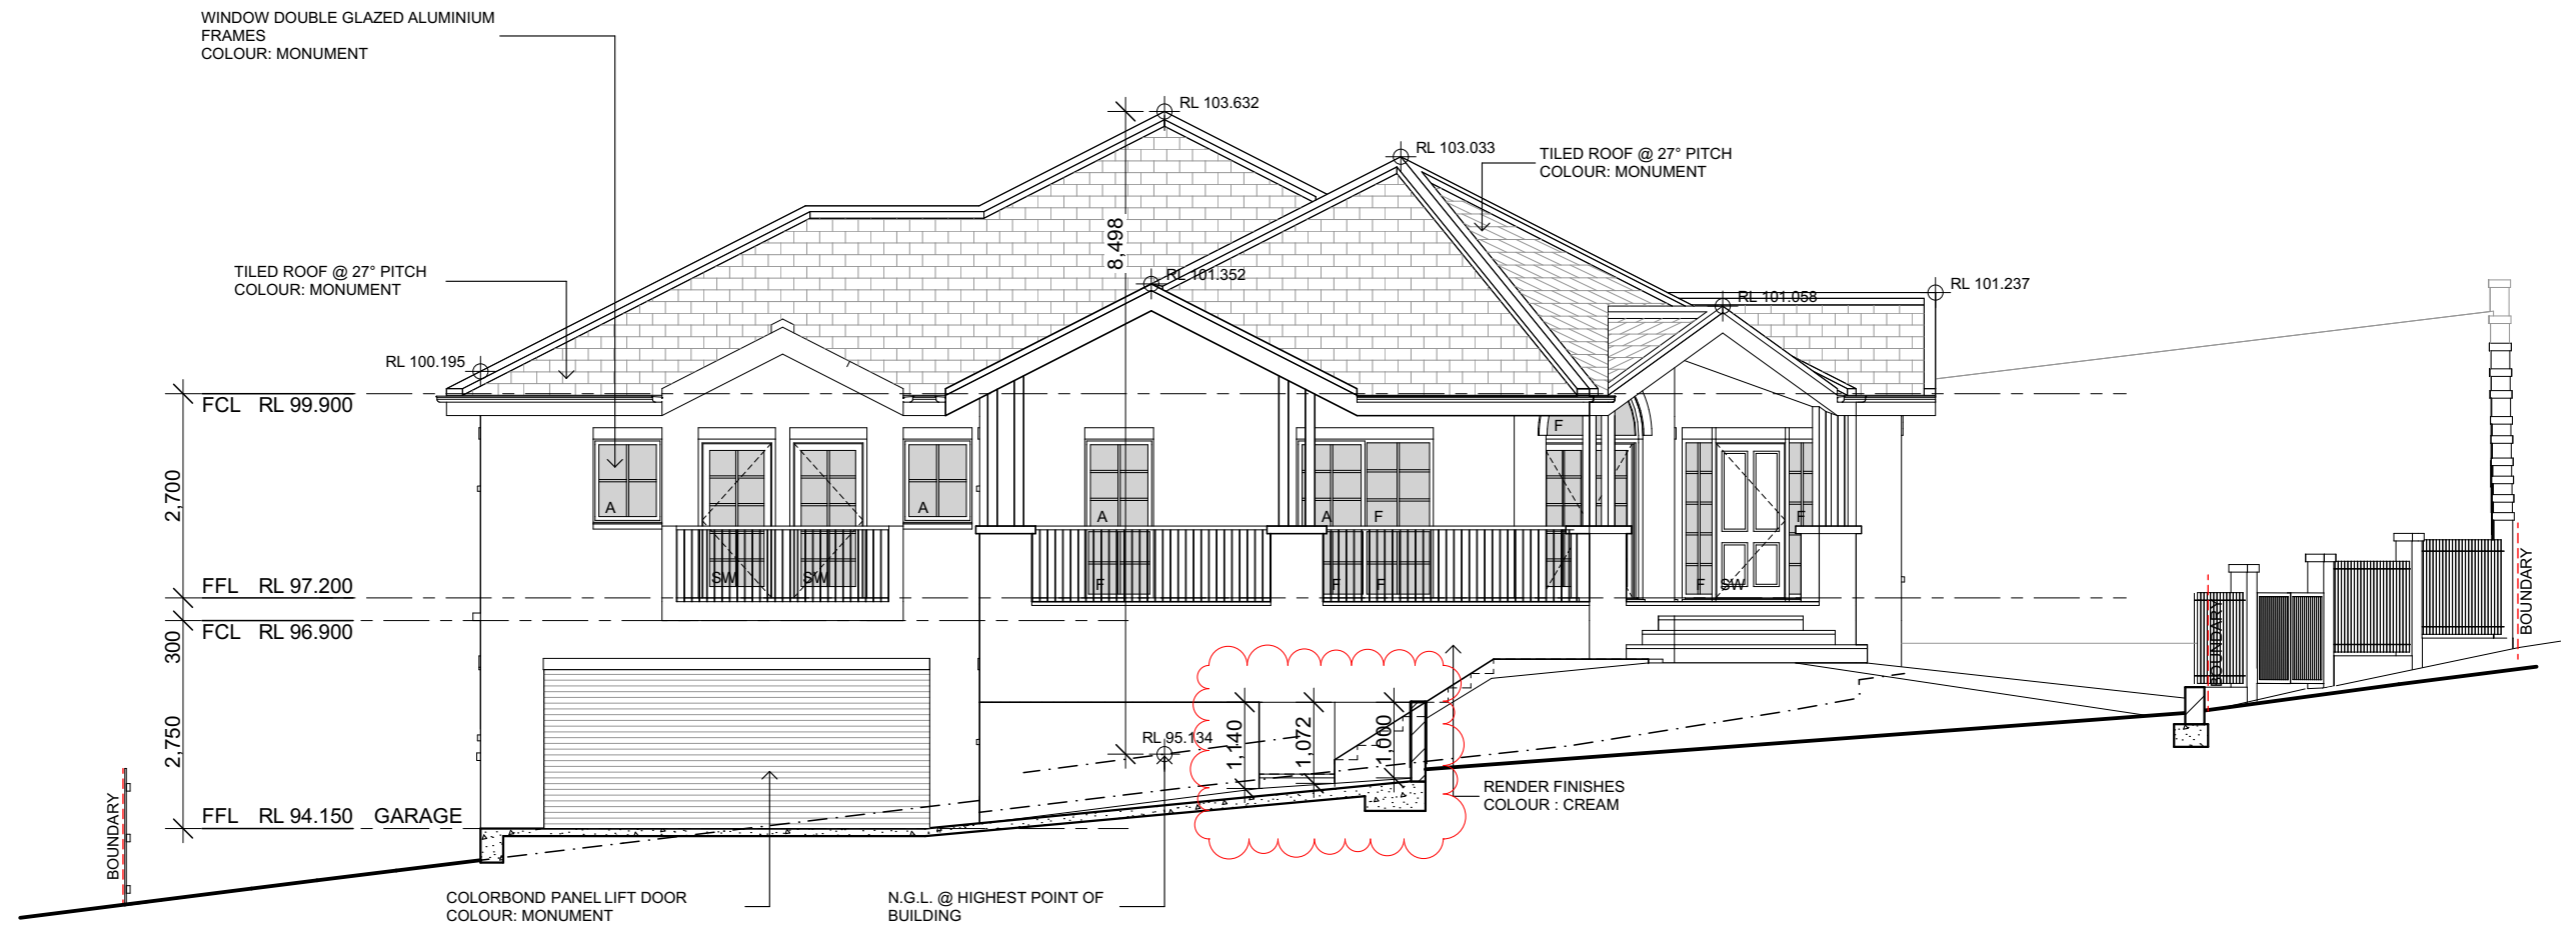 WINDOW DOUBLE GLAZED ALUMINIUM
FRAMES
COLOUR: MONUMENT
RL 103.632
RL 103.033
TILED ROOF @ 27° PITCH
COLOUR: MONUMENT
8,498
TILED ROOF @ 27° PITCH
COLOUR: MONUMENT
RL 101.352
RL 101.237
RL 101.058
RL 100.195
FCL RL 99.900
2,700
A
A
A
A
F
F
F
SW
SW
F
F
F
F
SW
FFL RL 97.200
FCL RL 96.900
300
2,750
BOUNDARY
BOUNDARY
RL 95.134
1,140
1,072
1,000
RENDER FINISHES
COLOUR : CREAM
FFL RL 94.150 GARAGE
BOUNDARY
COLORBOND PANEL LIFT DOOR
COLOUR: MONUMENT
N.G.L. @ HIGHEST POINT OF
BUILDING